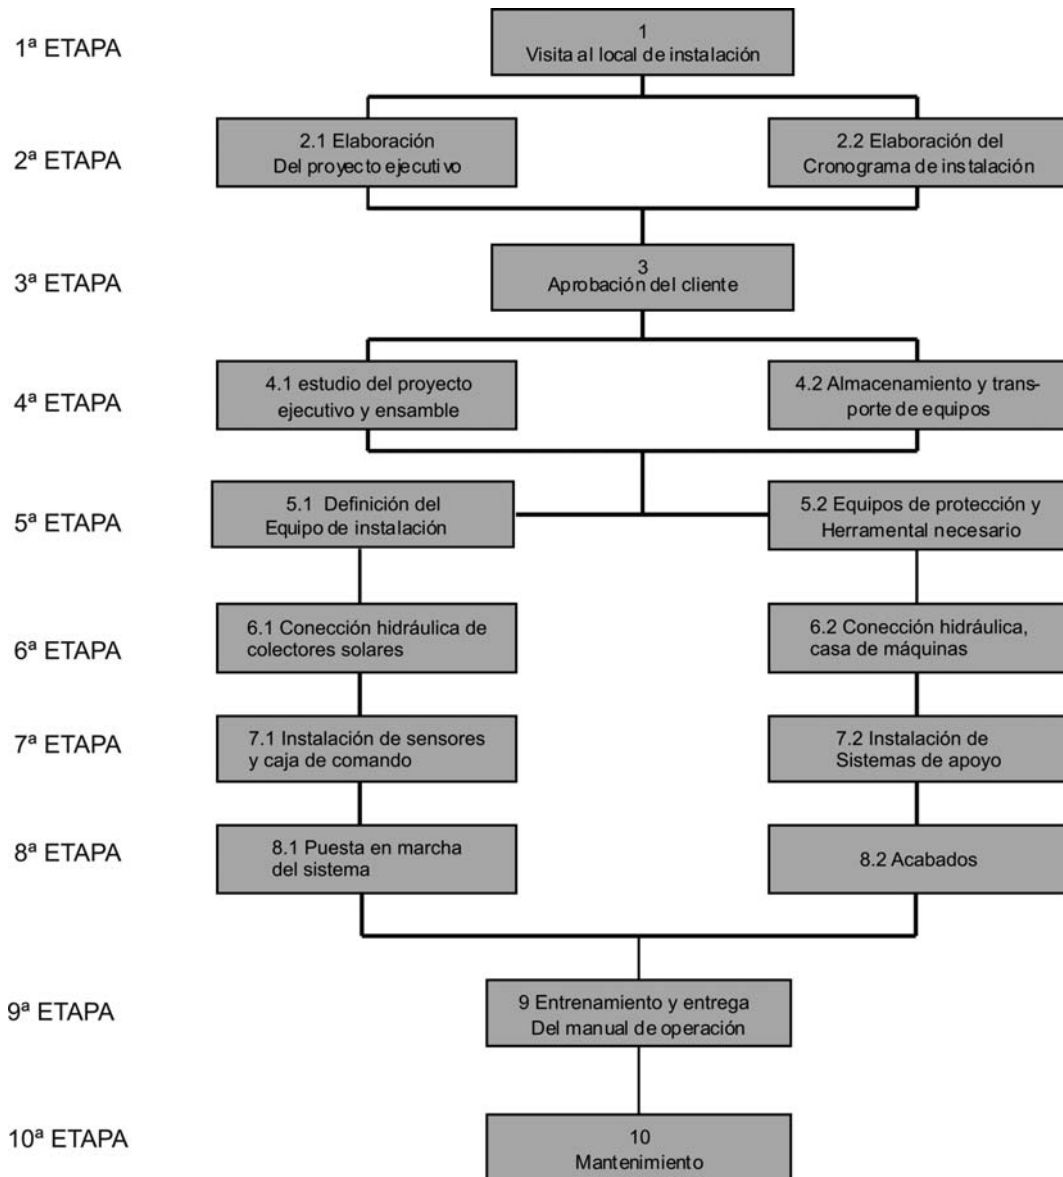 1ª ETAPA
1
Visita al local de instalación
2ª ETAPA
2.1 Elaboración
Del proyecto ejecutivo
2.2 Elaboración del
Cronograma de instalación
3ª ETAPA
3
Aprobación del cliente
4ª ETAPA
4.1 estudio del proyecto
ejecutivo y ensamble
4.2 Almacenamiento y trans-
porte de equipos
5ª ETAPA
5.1 Definición del
Equipo de instalación
5.2 Equipos de protección y
Herramental necesario
6ª ETAPA
6.1 Conección hidráulica de
colectores solares
6.2 Conección hidráulica,
casa de máquinas
7ª ETAPA
7.1 Instalación de sensores
y caja de comando
7.2 Instalación de
Sistemas de apoyo
8ª ETAPA
8.1 Puesta en marcha
del sistema
8.2 Acabados
9ª ETAPA
9 Entrenamiento y entrega
Del manual de operación
10ª ETAPA
10
Mantenimiento